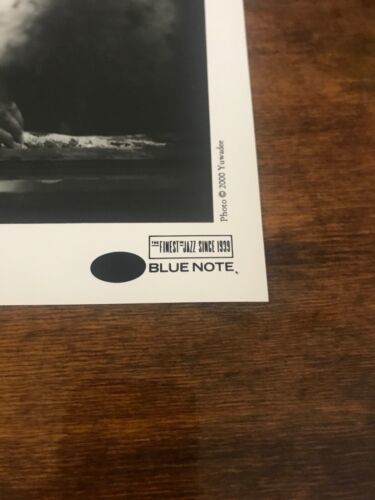 Photo © 2000 Yuwadee
THE FINEST IN JAZZ SINCE 1939
BLUE NOTE